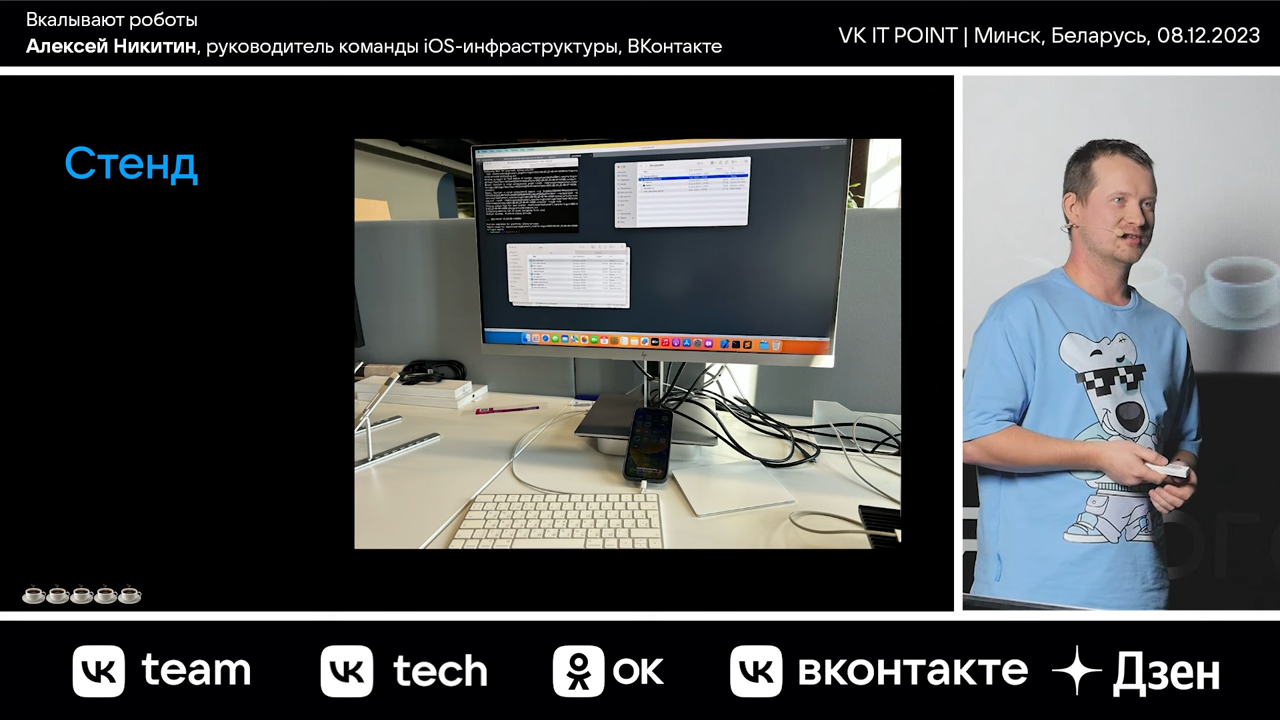 Вкалывают роботы
Алексей Никитин, руководитель команды iOS-инфраструктуры, ВКонтакте
VK IT POINT | Минск, Беларусь, 08.12.2023
Стенд
team
tech
ок
вконтакте
Дзен